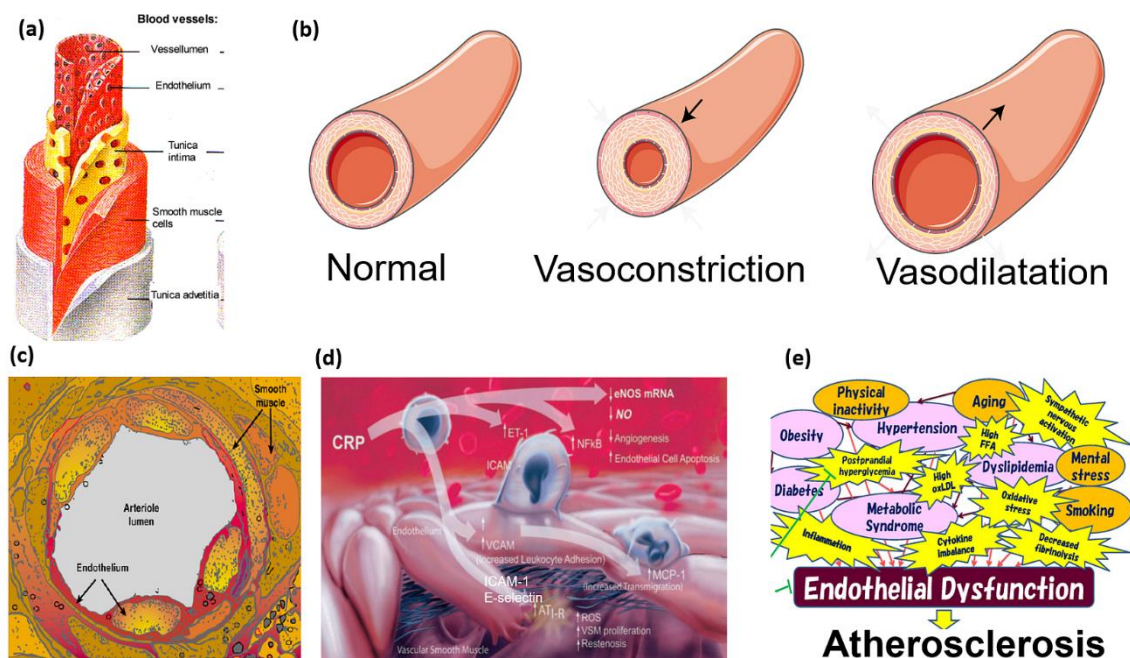 (a)
Blood vessels:
Vessellumen
Endothelium
Tunica
intima
Smooth muscle
cells
Tunica advetitia
(b)
Normal
Vasoconstriction
Vasodilatation
(c)
Smooth
muscle
Arteriole
lumen
Endothelium
(d)
CRP
↓eNOS mRNA
↓ NO
↓ Angiogenesis
↑ Endothelial Cell Apoptosis
↑ET-1
↑ NFkB
ICAM
Endothelium
↑
VCAM
(Increased Leukocyte Adhesion)
ICAM-1
E-selectin
↑MCP-1
(Increased Transmigration)
↑ATI-R
↑ROS
↑VSM proliferation
↑Restenosis
Vascular Smooth Muscle
(e)
Physical
inactivity
Aging
Sympathetic
nervous
activation
Obesity
Hypertension
High
FFA
Postprandial
hyperglycemia
High
oxLDL
Dyslipidemia
Mental
stress
Diabetes
Metabolic
Syndrome
Oxidative
stress
Smoking
Inflammation
Cytokine
imbalance
Decreased
fibrinolysis
Endothelial Dysfunction
Atherosclerosis